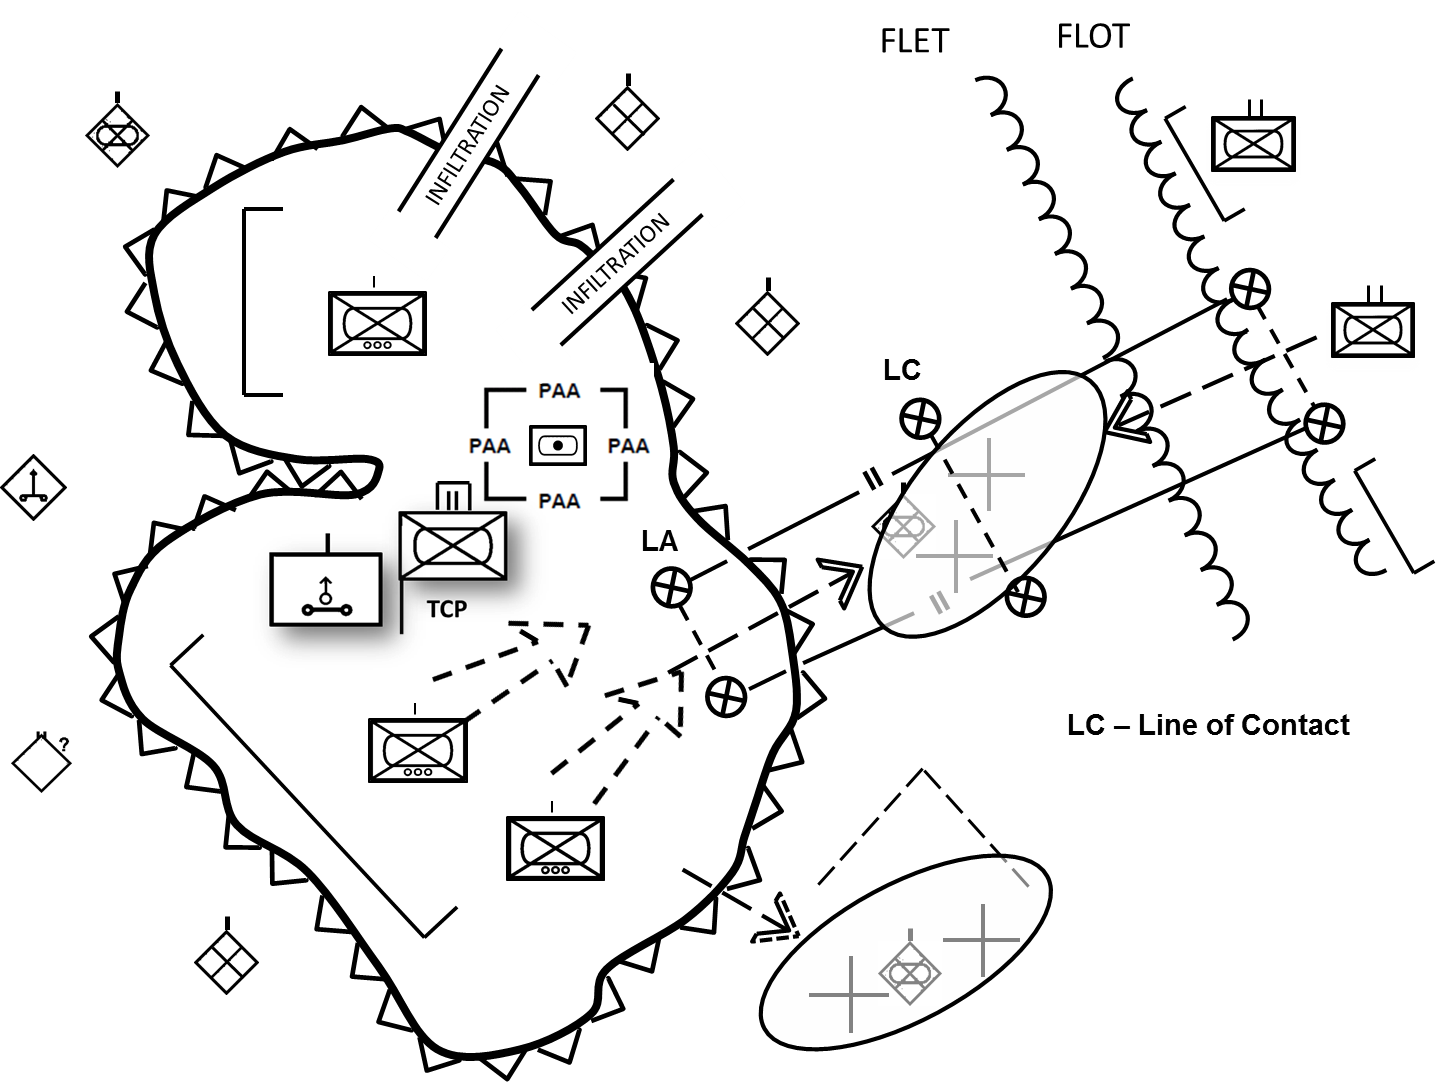 FLET
FLOT
INFILTRATION
INFILTRATION
LC
PAA
PAA
PAA
PAA
LA
TCP
LC – Line of Contact
?